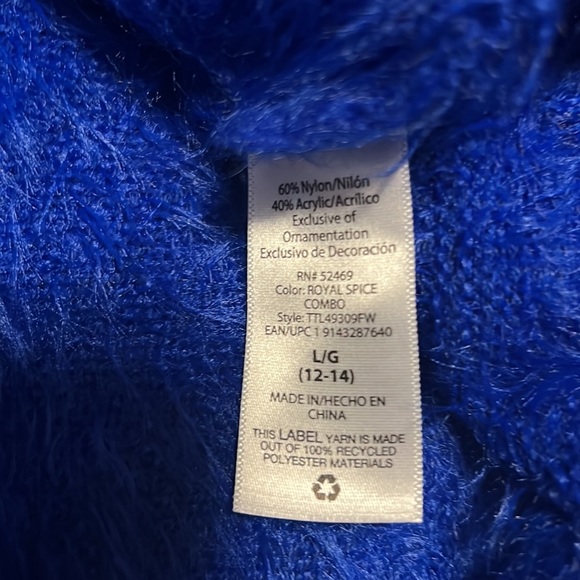 60% Nylon/Nilón
40% Acrylic/Acrílico
Exclusive of
Ornamentation
Exclusivo de Decoración
RN# 52469
Color: ROYAL SPICE
COMBO
Style: TTL49309FW
EAN/UPC 1 9143287640
L/G
(12-14)
MADE IN/HECHO EN
CHINA
THIS LABEL YARN IS MADE
OUT OF 100% RECYCLED
POLYESTER MATERIALS